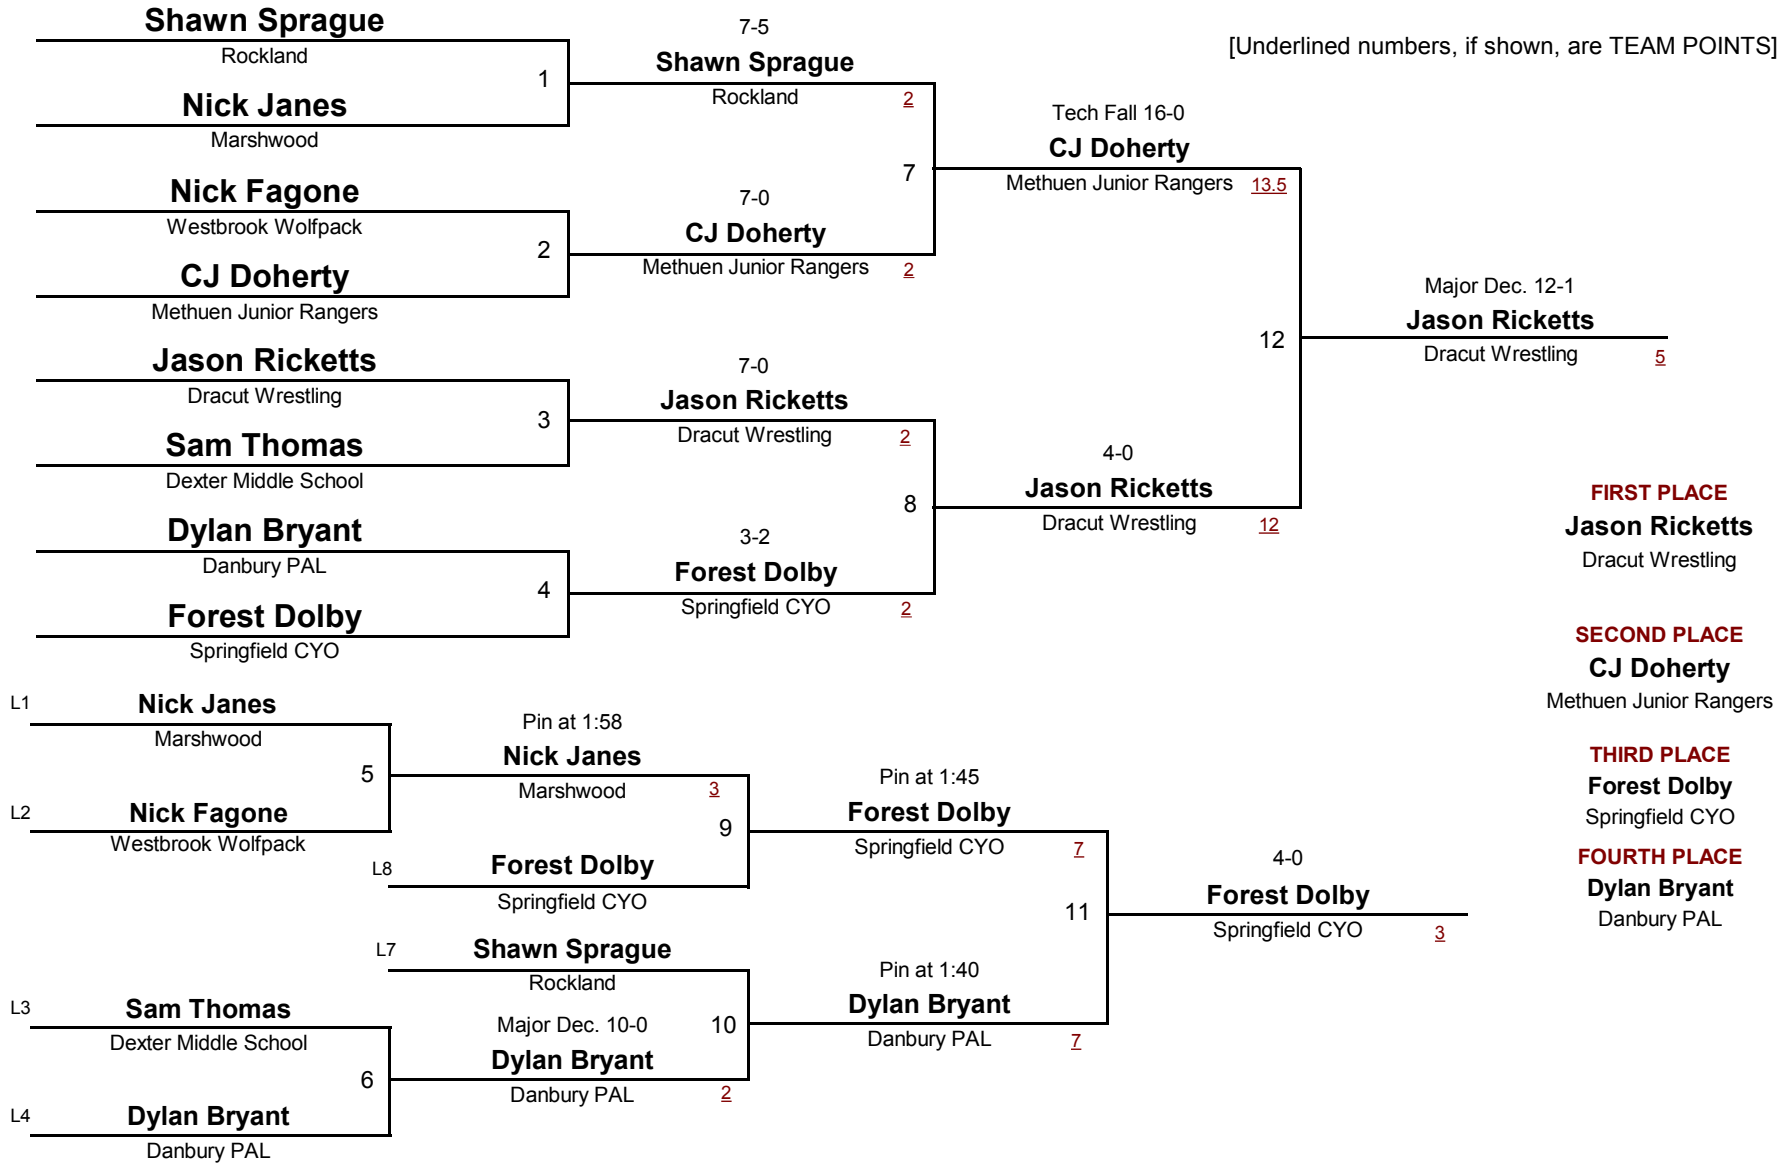 [Underlined numbers, if shown, are TEAM POINTS]
Shawn Sprague
Rockland
1
Nick Janes
Marshwood
Nick Fagone
Westbrook Wolfpack
2
CJ Doherty
Methuen Junior Rangers
Jason Ricketts
Dracut Wrestling
3
Sam Thomas
Dexter Middle School
Dylan Bryant
Danbury PAL
4
Forest Dolby
Springfield CYO
7-5
Shawn Sprague
Rockland 2
7
7-0
CJ Doherty
Methuen Junior Rangers 2
7-0
Jason Ricketts
Dracut Wrestling 2
8
3-2
Forest Dolby
Springfield CYO 2
Tech Fall 16-0
CJ Doherty
Methuen Junior Rangers 13.5
12
4-0
Jason Ricketts
Dracut Wrestling 12
Major Dec. 12-1
Jason Ricketts
Dracut Wrestling 5
FIRST PLACE
Jason Ricketts
Dracut Wrestling
SECOND PLACE
CJ Doherty
Methuen Junior Rangers
THIRD PLACE
Forest Dolby
Springfield CYO
FOURTH PLACE
Dylan Bryant
Danbury PAL
L1 Nick Janes
Marshwood
5
L2 Nick Fagone
Westbrook Wolfpack
Pin at 1:58
Nick Janes
Marshwood 3
9
L8 Forest Dolby
Springfield CYO
L7 Shawn Sprague
Rockland
L3 Sam Thomas
Dexter Middle School
6
L4 Dylan Bryant
Danbury PAL
Major Dec. 10-0 10
Dylan Bryant
Danbury PAL 2
Pin at 1:45
Forest Dolby
Springfield CYO 7
11
Pin at 1:40
Dylan Bryant
Danbury PAL 7
4-0
Forest Dolby
Springfield CYO 3